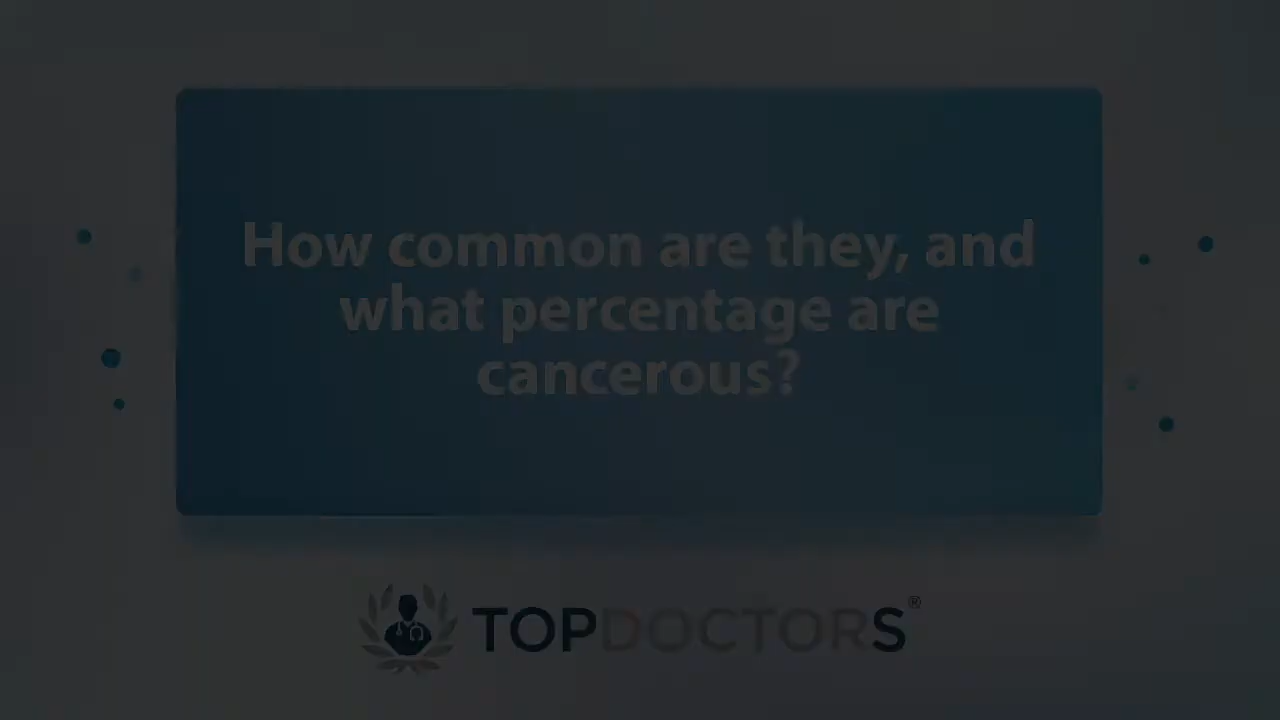 How common are they, and
what percentage are
cancerous?
TOPDOCTORS®